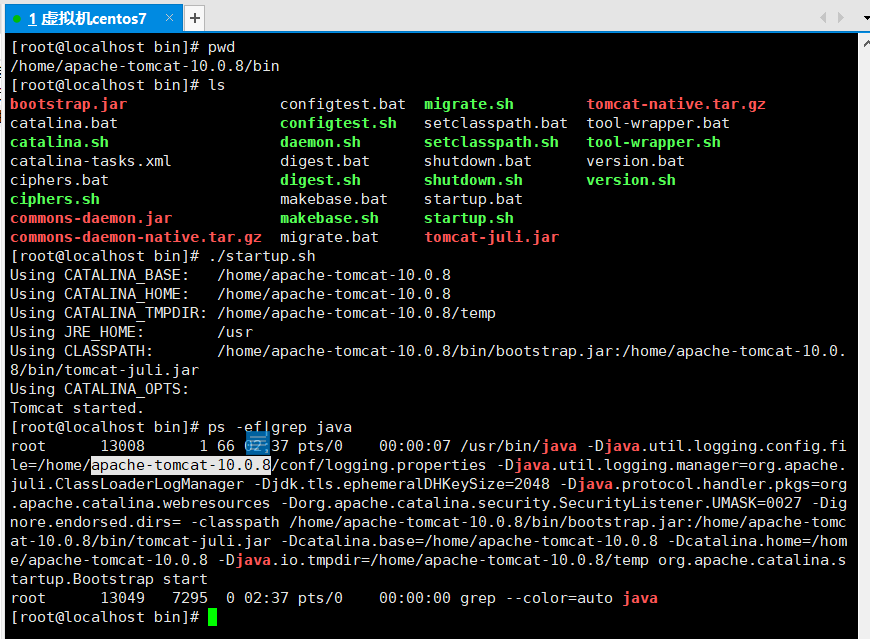 1 虚拟机centos7 × +
[root@localhost bin]# pwd
/home/apache-tomcat-10.0.8/bin
[root@localhost bin]# ls
bootstrap.jar configtest.bat migrate.sh tomcat-native.tar.gz
catalina.bat configtest.sh setclasspath.bat tool-wrapper.bat
catalina.sh daemon.sh setclasspath.sh tool-wrapper.sh
catalina-tasks.xml digest.bat shutdown.bat version.bat
ciphers.bat digest.sh shutdown.sh version.sh
ciphers.sh makebase.bat startup.bat
commons-daemon.jar makebase.sh startup.sh
commons-daemon-native.tar.gz migrate.bat tomcat-juli.jar
[root@localhost bin]# ./startup.sh
Using CATALINA_BASE: /home/apache-tomcat-10.0.8
Using CATALINA_HOME: /home/apache-tomcat-10.0.8
Using CATALINA_TMPDIR: /home/apache-tomcat-10.0.8/temp
Using JRE_HOME: /usr
Using CLASSPATH: /home/apache-tomcat-10.0.8/bin/bootstrap.jar:/home/apache-tomcat-10.0.
8/bin/tomcat-juli.jar
Using CATALINA_OPTS:
Tomcat started.
[root@localhost bin]# ps -ef|grep java
root 13008 1 66 02:37 pts/0 00:00:07 /usr/bin/java -Djava.util.logging.config.fi
le=/home/apache-tomcat-10.0.8/conf/logging.properties -Djava.util.logging.manager=org.apache.
juli.ClassLoaderLogManager -Djdk.tls.ephemeralDHKeySize=2048 -Djava.protocol.handler.pkgs=org
.apache.catalina.webresources -Dorg.apache.catalina.security.SecurityListener.UMASK=0027 -Dig
nore.endorsed.dirs= -classpath /home/apache-tomcat-10.0.8/bin/bootstrap.jar:/home/apache-tomc
at-10.0.8/bin/tomcat-juli.jar -Dcatalina.base=/home/apache-tomcat-10.0.8 -Dcatalina.home=/hom
e/apache-tomcat-10.0.8 -Djava.io.tmpdir=/home/apache-tomcat-10.0.8/temp org.apache.catalina.s
tartup.Bootstrap start
root 13049 7295 0 02:37 pts/0 00:00:00 grep --color=auto java
[root@localhost bin]#